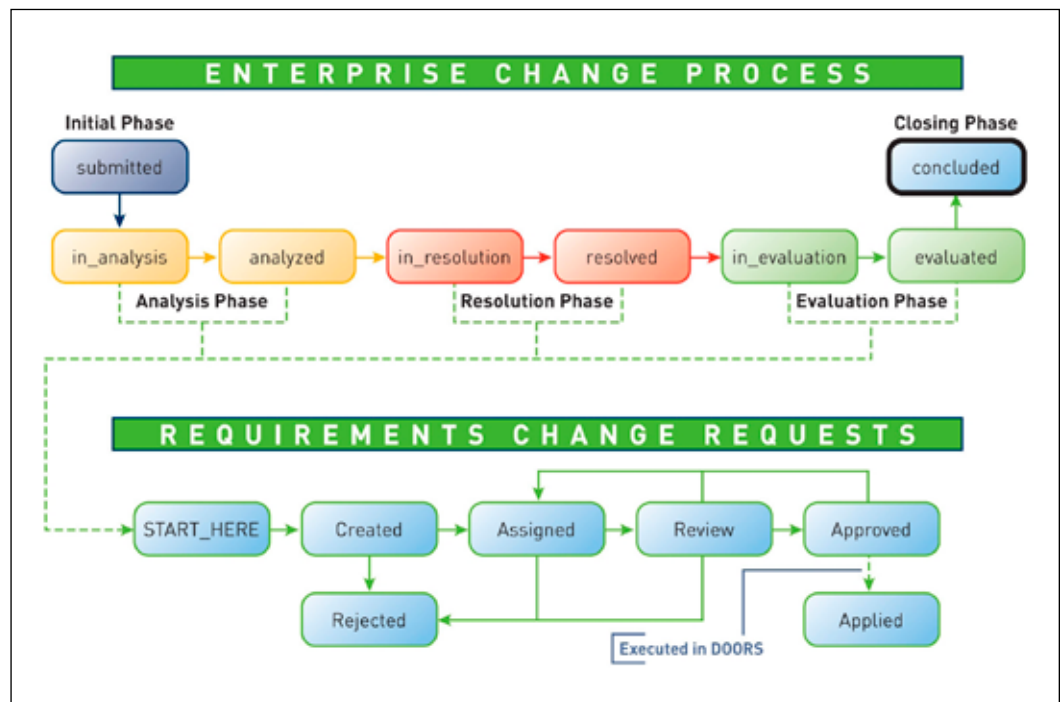 ENTERPRISE CHANGE PROCESS
Initial Phase
Closing Phase
submitted
concluded
in_analysis
analyzed
in_resolution
resolved
in_evaluation
evaluated
Analysis Phase
Resolution Phase
Evaluation Phase
REQUIREMENTS CHANGE REQUESTS
START_HERE
Created
Assigned
Review
Approved
Rejected
Applied
Executed in DOORS